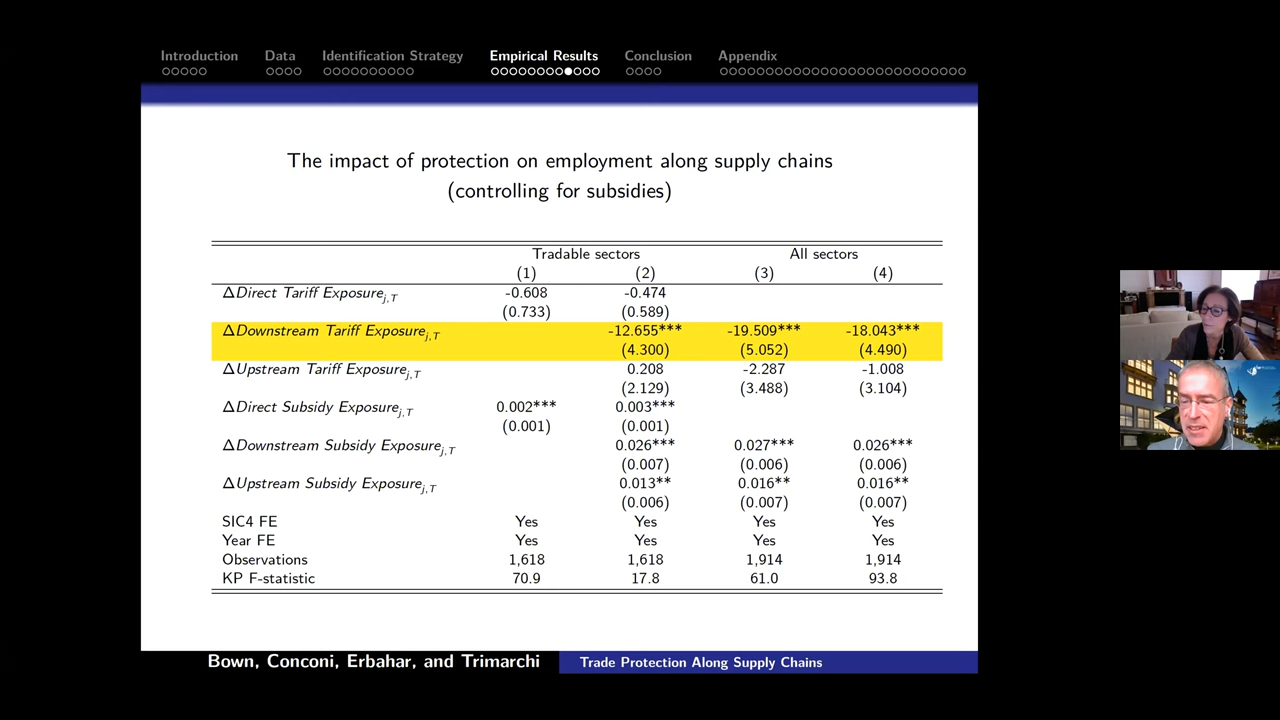 Introduction Data Identification Strategy Empirical Results Conclusion Appendix
The impact of protection on employment along supply chains
(controlling for subsidies)
Tradable sectors All sectors
(1) (2) (3) (4)
ΔDirect Tariff Exposure j,T -0.608 -0.474
(0.733) (0.589)
ΔDownstream Tariff Exposure j,T -12.655*** -19.509*** -18.043***
(4.300) (5.052) (4.490)
ΔUpstream Tariff Exposure j,T 0.208 -2.287 -1.008
(2.129) (3.488) (3.104)
ΔDirect Subsidy Exposure j,T 0.002*** 0.003***
(0.001) (0.001)
ΔDownstream Subsidy Exposure j,T 0.026*** 0.027*** 0.026***
(0.007) (0.006) (0.006)
ΔUpstream Subsidy Exposure j,T 0.013** 0.016** 0.016**
(0.006) (0.007) (0.007)
SIC4 FE Yes Yes Yes Yes
Year FE Yes Yes Yes Yes
Observations 1,618 1,618 1,914 1,914
KP F-statistic 70.9 17.8 61.0 93.8
Bown, Conconi, Erbahar, and Trimarchi Trade Protection Along Supply Chains